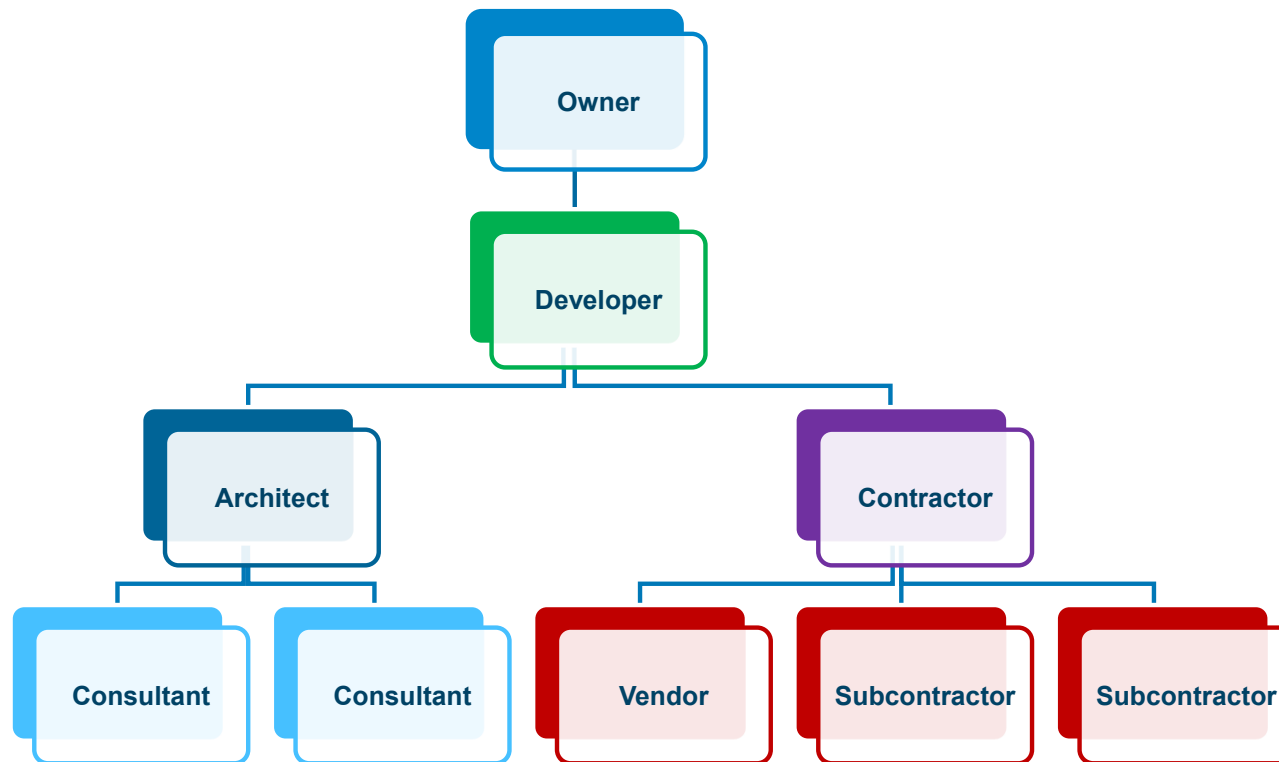 Owner
Developer
Architect
Contractor
Consultant
Consultant
Vendor
Subcontractor
Subcontractor